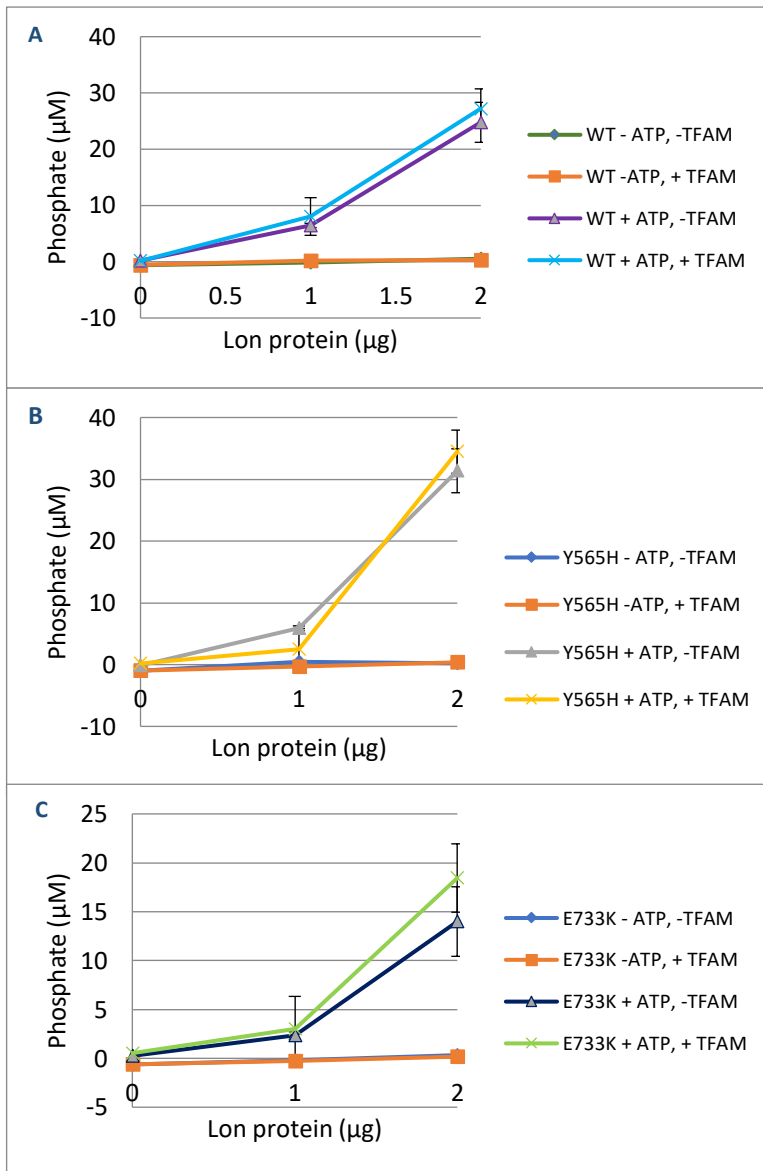 A
40
30
20
10
0
-10
0
0.5
1
1.5
2
Phosphate (µM)
Lon protein (µg)
WT - ATP, -TFAM
WT -ATP, + TFAM
WT + ATP, -TFAM
WT + ATP, + TFAM
B
40
30
20
10
0
-10
0
1
2
Phosphate (µM)
Lon protein (µg)
Y565H - ATP, -TFAM
Y565H -ATP, + TFAM
Y565H + ATP, -TFAM
Y565H + ATP, + TFAM
C
25
20
15
10
5
0
-5
0
1
2
Phosphate (µM)
Lon protein (µg)
E733K - ATP, -TFAM
E733K -ATP, + TFAM
E733K + ATP, -TFAM
E733K + ATP, + TFAM